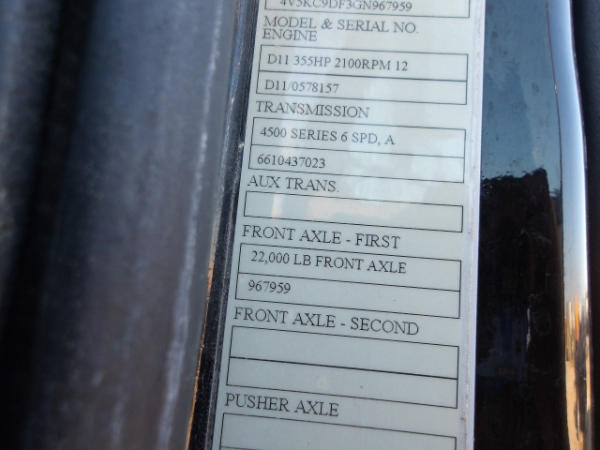 4V5KC9DF3GN967959
MODEL & SERIAL NO.
ENGINE
D11 355HP 2100RPM 12
D11/0578157
TRANSMISSION
4500 SERIES 6 SPD, A
6610437023
AUX TRANS.
FRONT AXLE - FIRST
22,000 LB FRONT AXLE
967959
FRONT AXLE - SECOND
PUSHER AXLE